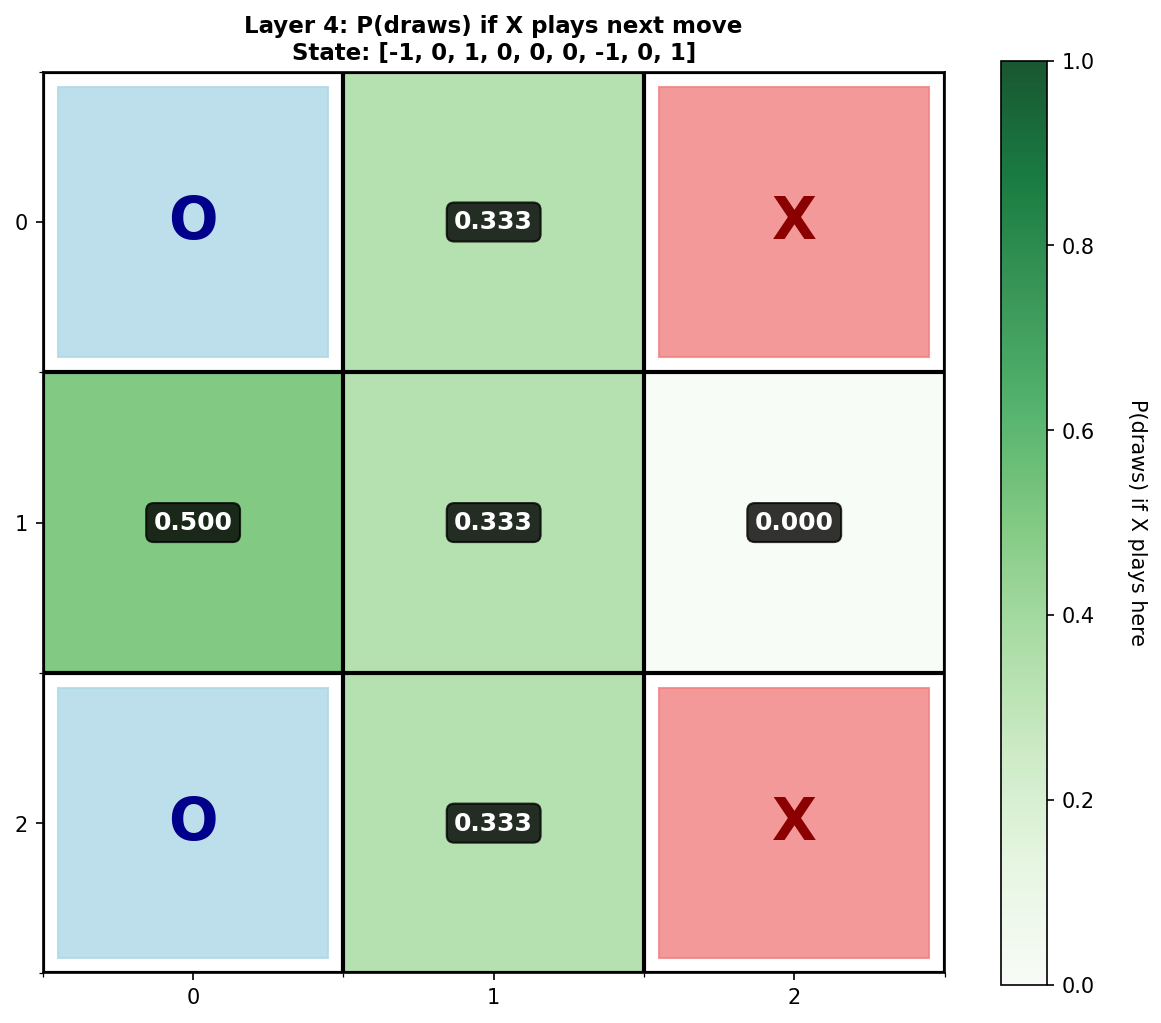 Layer 4: P(draws) if X plays next move
State: [-1, 0, 1, 0, 0, 0, -1, 0, 1]
O
0.333
X
0
0.500
0.333
0.000
1
O
0.333
X
2
0
1
2
1.0
0.8
0.6
0.4
0.2
0.0
P(draws) if X plays here